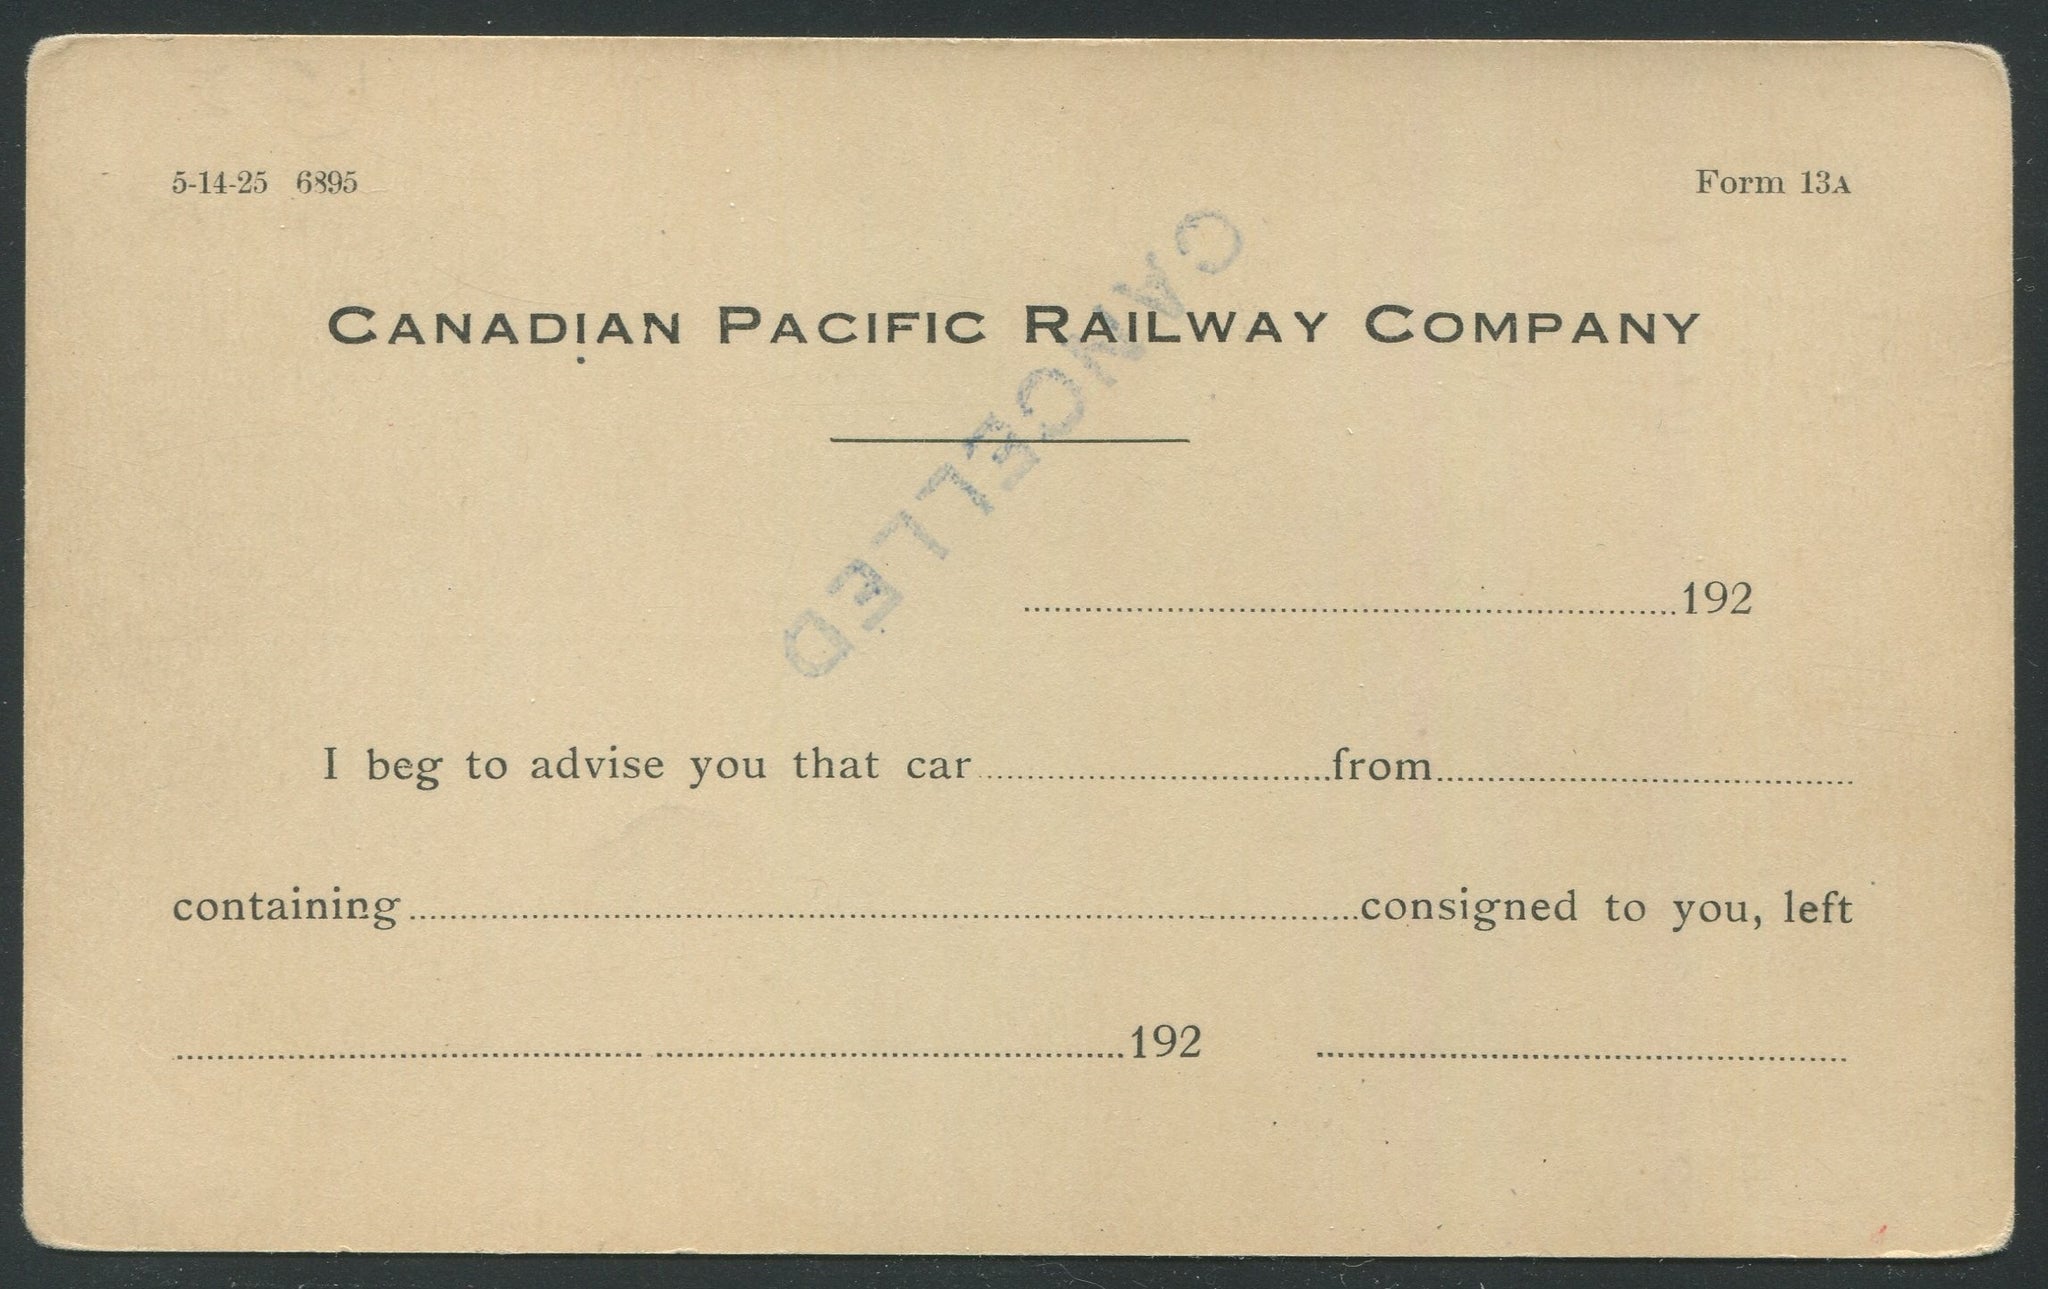 5-14-25 6895
Form 13A
CANADIAN PACIFIC RAILWAY COMPANY
CANCELLED
192
I beg to advise you that car from
containing consigned to you, left
192